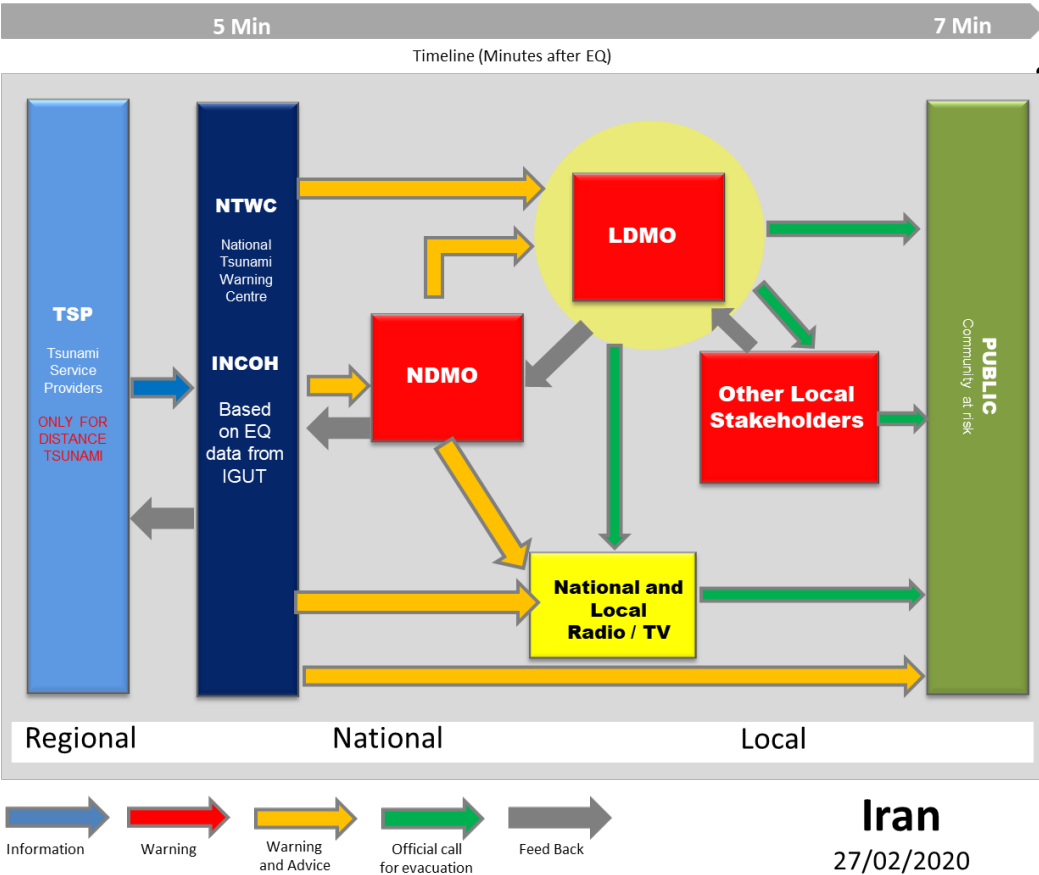 5 Min
7 Min
Timeline (Minutes after EQ)
TSP
Tsunami
Service
Providers
ONLY FOR
DISTANCE
TSUNAMI
NTWC
National
Tsunami
Warning
Centre
INCOH
Based
on EQ
data from
IGUT
NDMO
LDMO
Other Local
Stakeholders
National and
Local
Radio / TV
PUBLIC
Community at risk
Regional
National
Local
Information
Warning
Warning
and Advice
Official call
for evacuation
Feed Back
Iran
27/02/2020